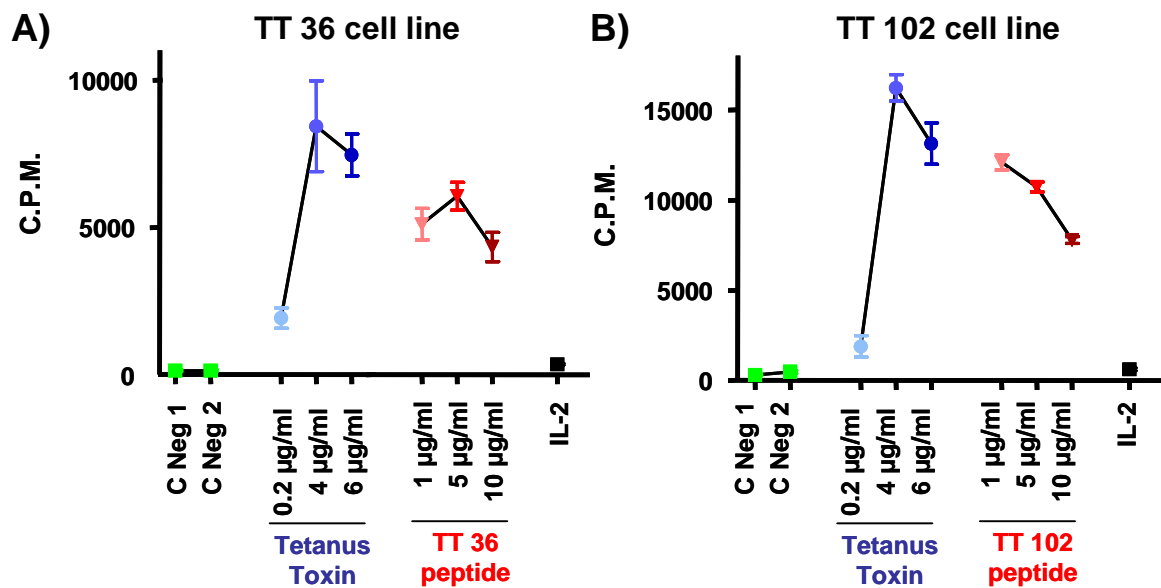 A)
TT 36 cell line
C.P.M.
10000
5000
0
C Neg 1
C Neg 2
0.2 µg/ml
4 µg/ml
6 µg/ml
1 µg/ml
5 µg/ml
10 µg/ml
IL-2
Tetanus
Toxin
TT 36
peptide
B)
TT 102 cell line
C.P.M.
15000
10000
5000
0
C Neg 1
C Neg 2
0.2 µg/ml
4 µg/ml
6 µg/ml
1 µg/ml
5 µg/ml
10 µg/ml
IL-2
Tetanus
Toxin
TT 102
peptide